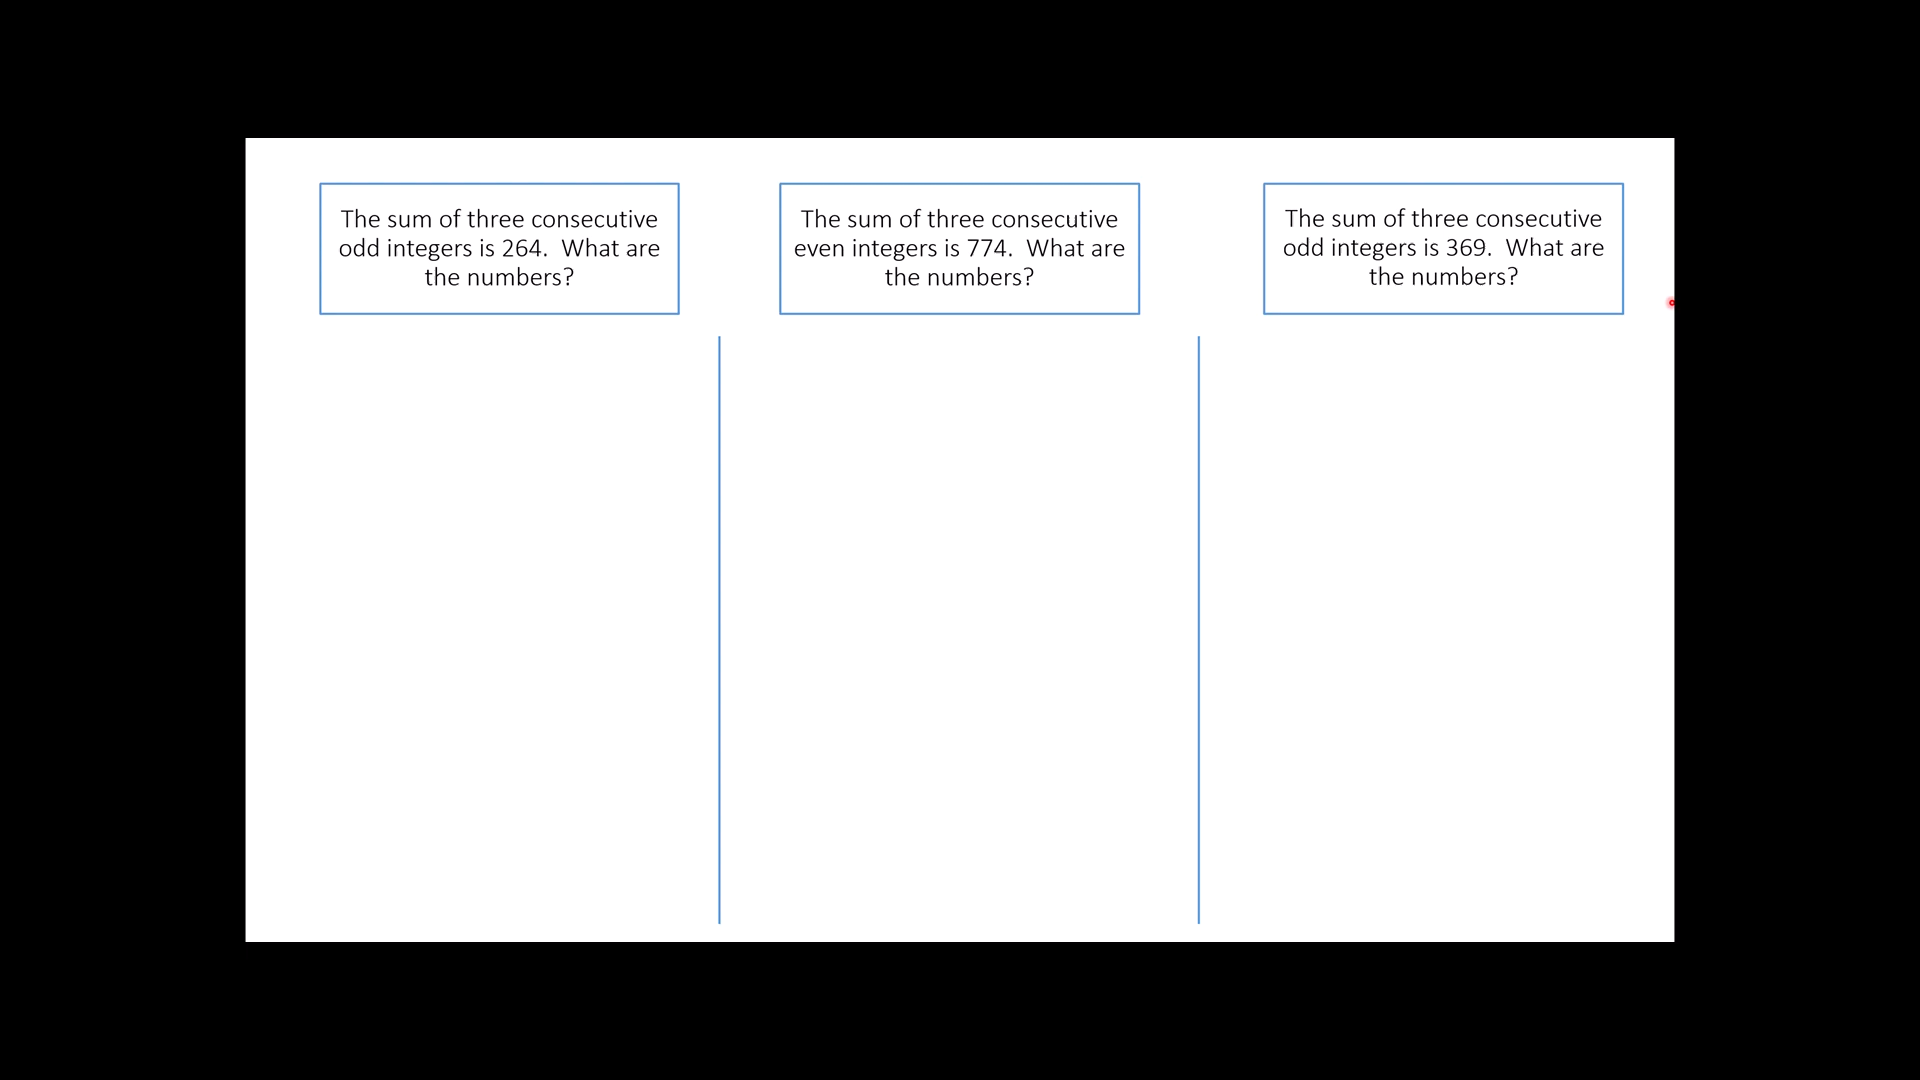 The sum of three consecutive
odd integers is 264.  What are
the numbers?
The sum of three consecutive
even integers is 774.  What are
the numbers?
The sum of three consecutive
odd integers is 369.  What are
the numbers?